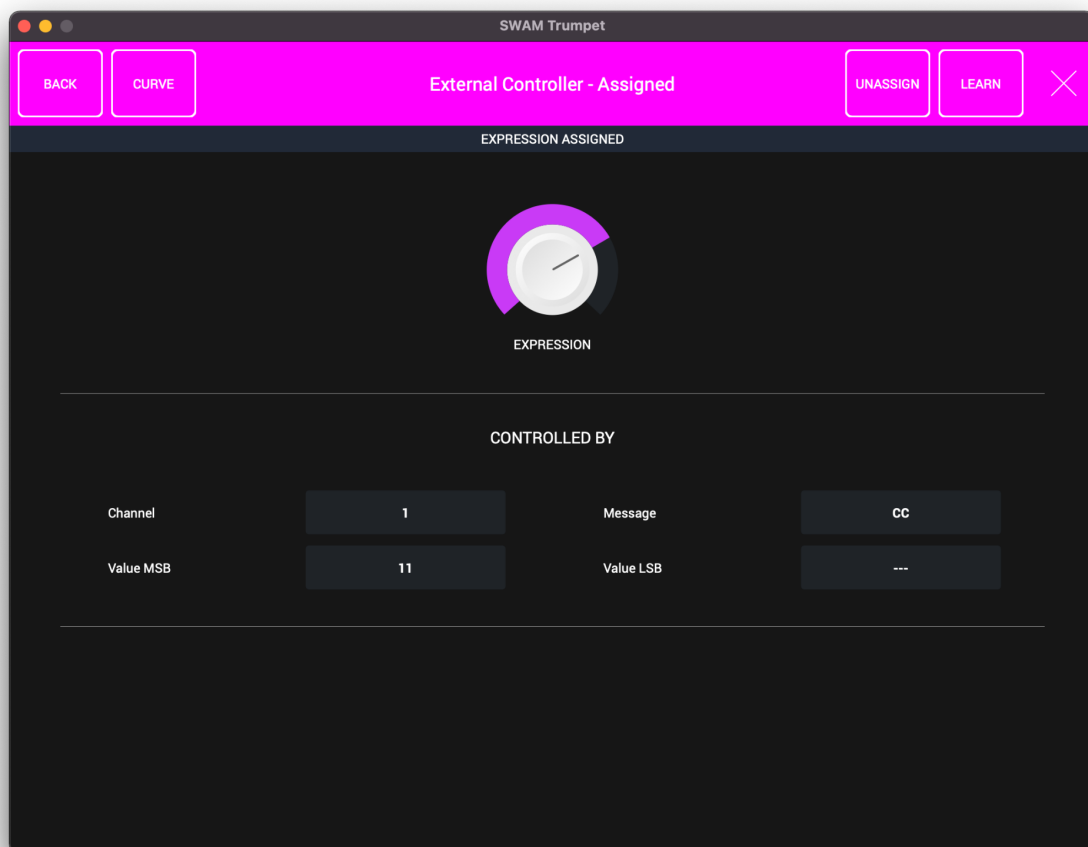 SWAM Trumpet
BACK CURVE External Controller - Assigned UNASSIGN LEARN
EXPRESSION ASSIGNED
EXPRESSION
CONTROLLED BY
Channel 1 Message CC
Value MSB 11 Value LSB ---